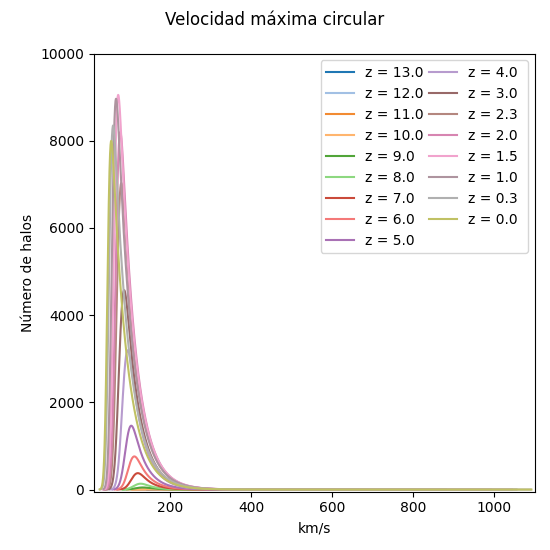 Velocidad máxima circular
10000
8000
6000
4000
2000
0
Número de halos
z = 13.0
z = 12.0
z = 11.0
z = 10.0
z = 9.0
z = 8.0
z = 7.0
z = 6.0
z = 5.0
z = 4.0
z = 3.0
z = 2.3
z = 2.0
z = 1.5
z = 1.0
z = 0.3
z = 0.0
200 400 600 800 1000
km/s